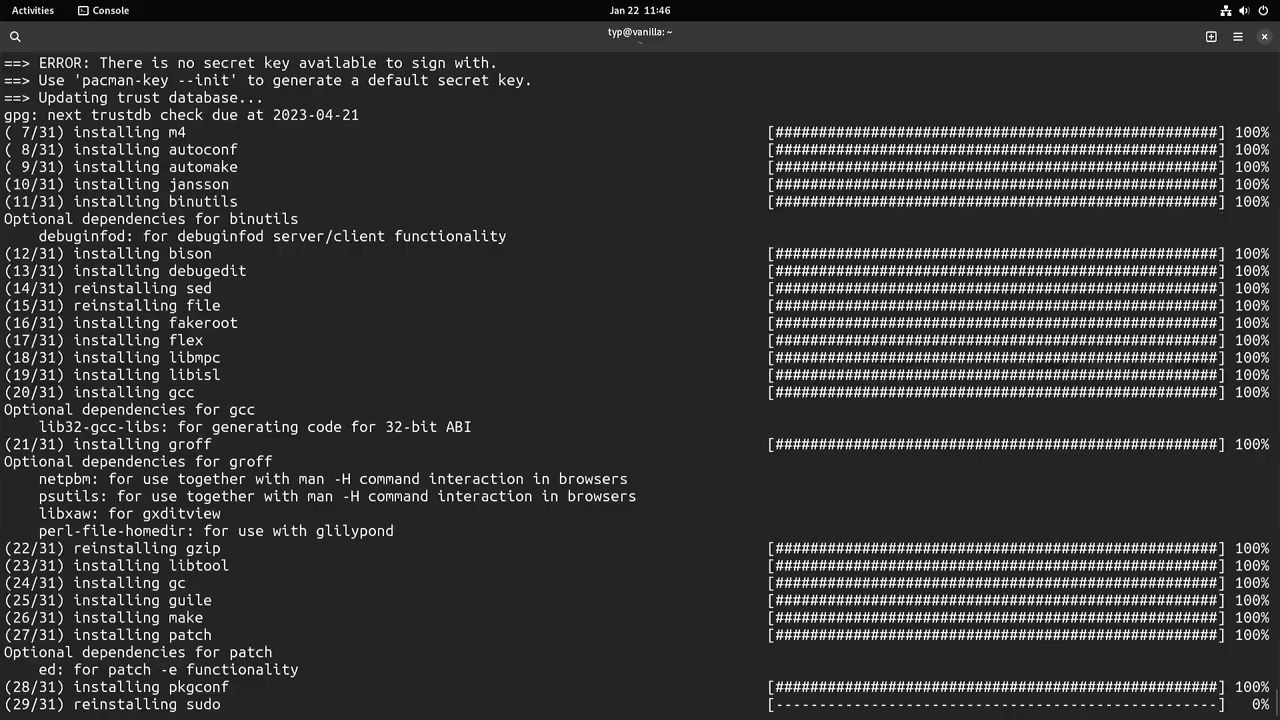 Activities Console Jan 22 11:46
typ@vanilla: ~
~
==> ERROR: There is no secret key available to sign with.
==> Use 'pacman-key --init' to generate a default secret key.
==> Updating trust database...
gpg: next trustdb check due at 2023-04-21
( 7/31) installing m4 [###################################################] 100%
( 8/31) installing autoconf [###################################################] 100%
( 9/31) installing automake [###################################################] 100%
(10/31) installing jansson [###################################################] 100%
(11/31) installing binutils [###################################################] 100%
Optional dependencies for binutils
    debuginfod: for debuginfod server/client functionality
(12/31) installing bison [###################################################] 100%
(13/31) installing debugedit [###################################################] 100%
(14/31) reinstalling sed [###################################################] 100%
(15/31) reinstalling file [###################################################] 100%
(16/31) installing fakeroot [###################################################] 100%
(17/31) installing flex [###################################################] 100%
(18/31) installing libmpc [###################################################] 100%
(19/31) installing libisl [###################################################] 100%
(20/31) installing gcc [###################################################] 100%
Optional dependencies for gcc
    lib32-gcc-libs: for generating code for 32-bit ABI
(21/31) installing groff [###################################################] 100%
Optional dependencies for groff
    netpbm: for use together with man -H command interaction in browsers
    psutils: for use together with man -H command interaction in browsers
    libxaw: for gxditview
    perl-file-homedir: for use with glilypond
(22/31) reinstalling gzip [###################################################] 100%
(23/31) installing libtool [###################################################] 100%
(24/31) installing gc [###################################################] 100%
(25/31) installing guile [###################################################] 100%
(26/31) installing make [###################################################] 100%
(27/31) installing patch [###################################################] 100%
Optional dependencies for patch
    ed: for patch -e functionality
(28/31) installing pkgconf [###################################################] 100%
(29/31) reinstalling sudo [---------------------------------------------------] 0%